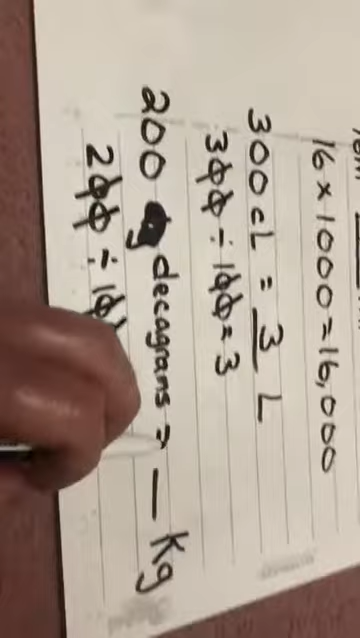 16 x 1000 = 16,000
300 cL = 3 L
300 ÷ 100 = 3
200 decagrams = _ Kg
200 ÷ 10